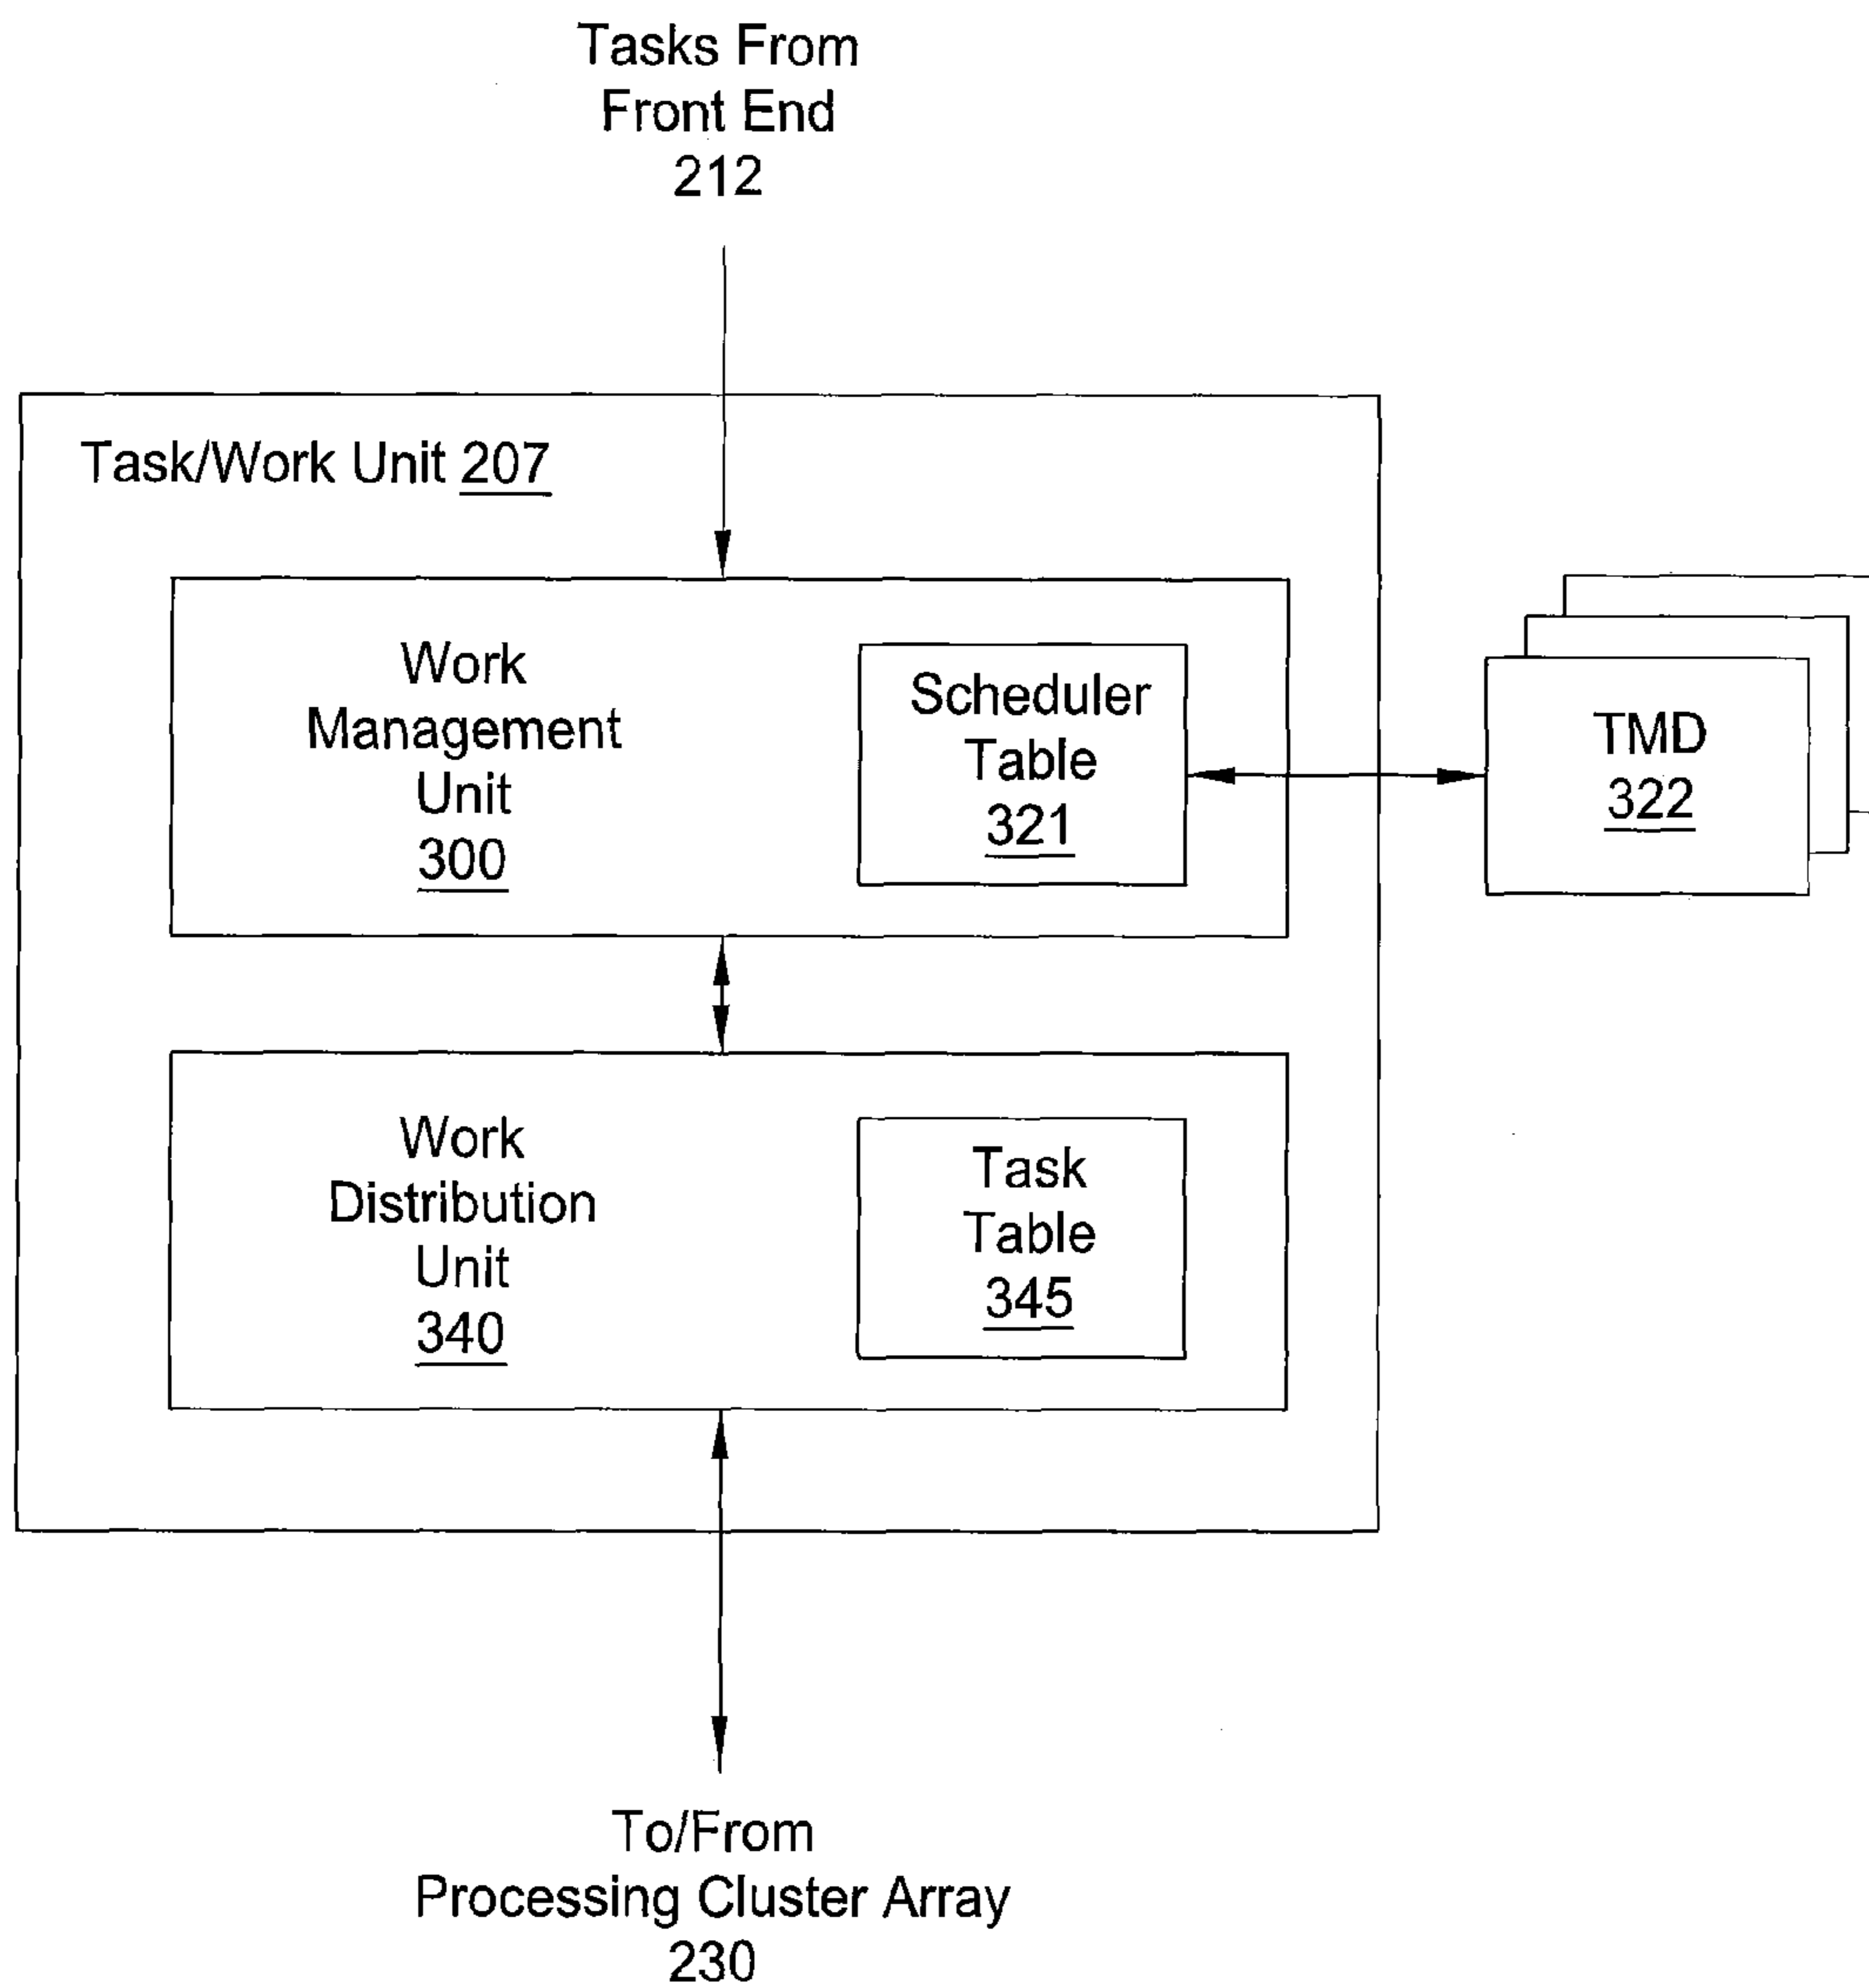 Tasks From
Front End
212
Task/Work Unit 207
Work
Management
Unit
300
Scheduler
Table
321
TMD
322
Work
Distribution
Unit
340
Task
Table
345
To/From
Processing Cluster Array
230